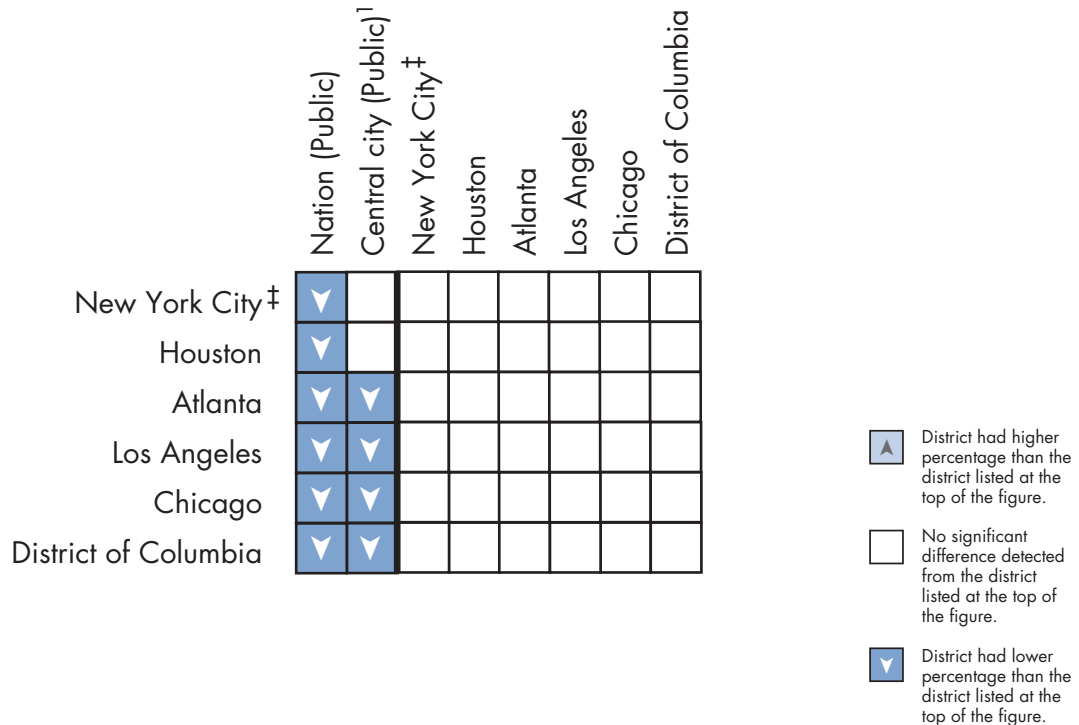 Nation (Public)
Central city (Public)1
New York City‡
Houston
Atlanta
Los Angeles
Chicago
District of Columbia
New York City‡
Houston
Atlanta
Los Angeles
Chicago
District of Columbia
District had higher
percentage than the
district listed at the
top of the figure.
No significant
difference detected
from the district
listed at the top of
the figure.
District had lower
percentage than the
district listed at the
top of the figure.